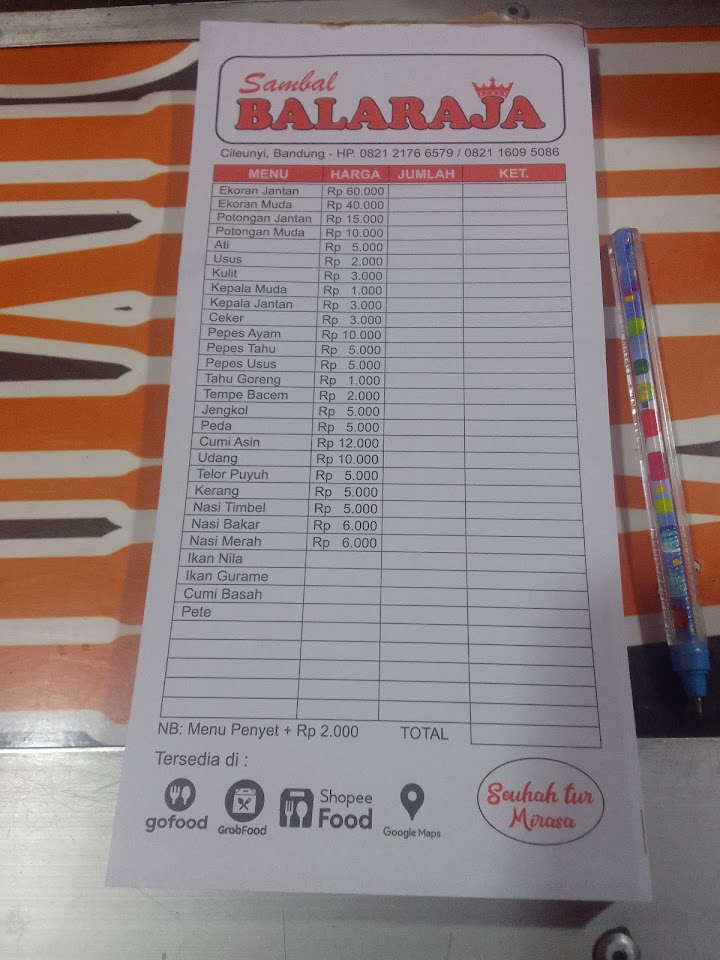 Sambal
BALARAJA
Cileunyi, Bandung - HP. 0821 2176 6579 / 0821 1609 5086
MENU HARGA JUMLAH KET.
Ekoran Jantan Rp 60.000
Ekoran Muda Rp 40.000
Potongan Jantan Rp 15.000
Potongan Muda Rp 10.000
Ati Rp 5.000
Usus Rp 2.000
Kulit Rp 3.000
Kepala Muda Rp 1.000
Kepala Jantan Rp 3.000
Ceker Rp 3.000
Pepes Ayam Rp 10.000
Pepes Tahu Rp 5.000
Pepes Usus Rp 5.000
Tahu Goreng Rp 1.000
Tempe Bacem Rp 2.000
Jengkol Rp 5.000
Peda Rp 5.000
Cumi Asin Rp 12.000
Udang Rp 10.000
Telor Puyuh Rp 5.000
Kerang Rp 5.000
Nasi Timbel Rp 5.000
Nasi Bakar Rp 6.000
Nasi Merah Rp 6.000
Ikan Nila
Ikan Gurame
Cumi Basah
Pete
NB: Menu Penyet + Rp 2.000 TOTAL
Tersedia di :
gofood
GrabFood
Shopee
Food
Google Maps
Seuhah tur
Mirasa